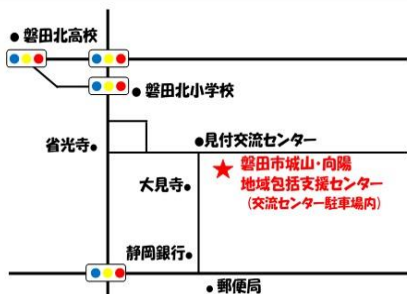 磐田北高校
磐田北小学校
省光寺
見付交流センター
磐田市城山・向陽
地域包括支援センター
(交流センター駐車場内)
大見寺
静岡銀行
郵便局